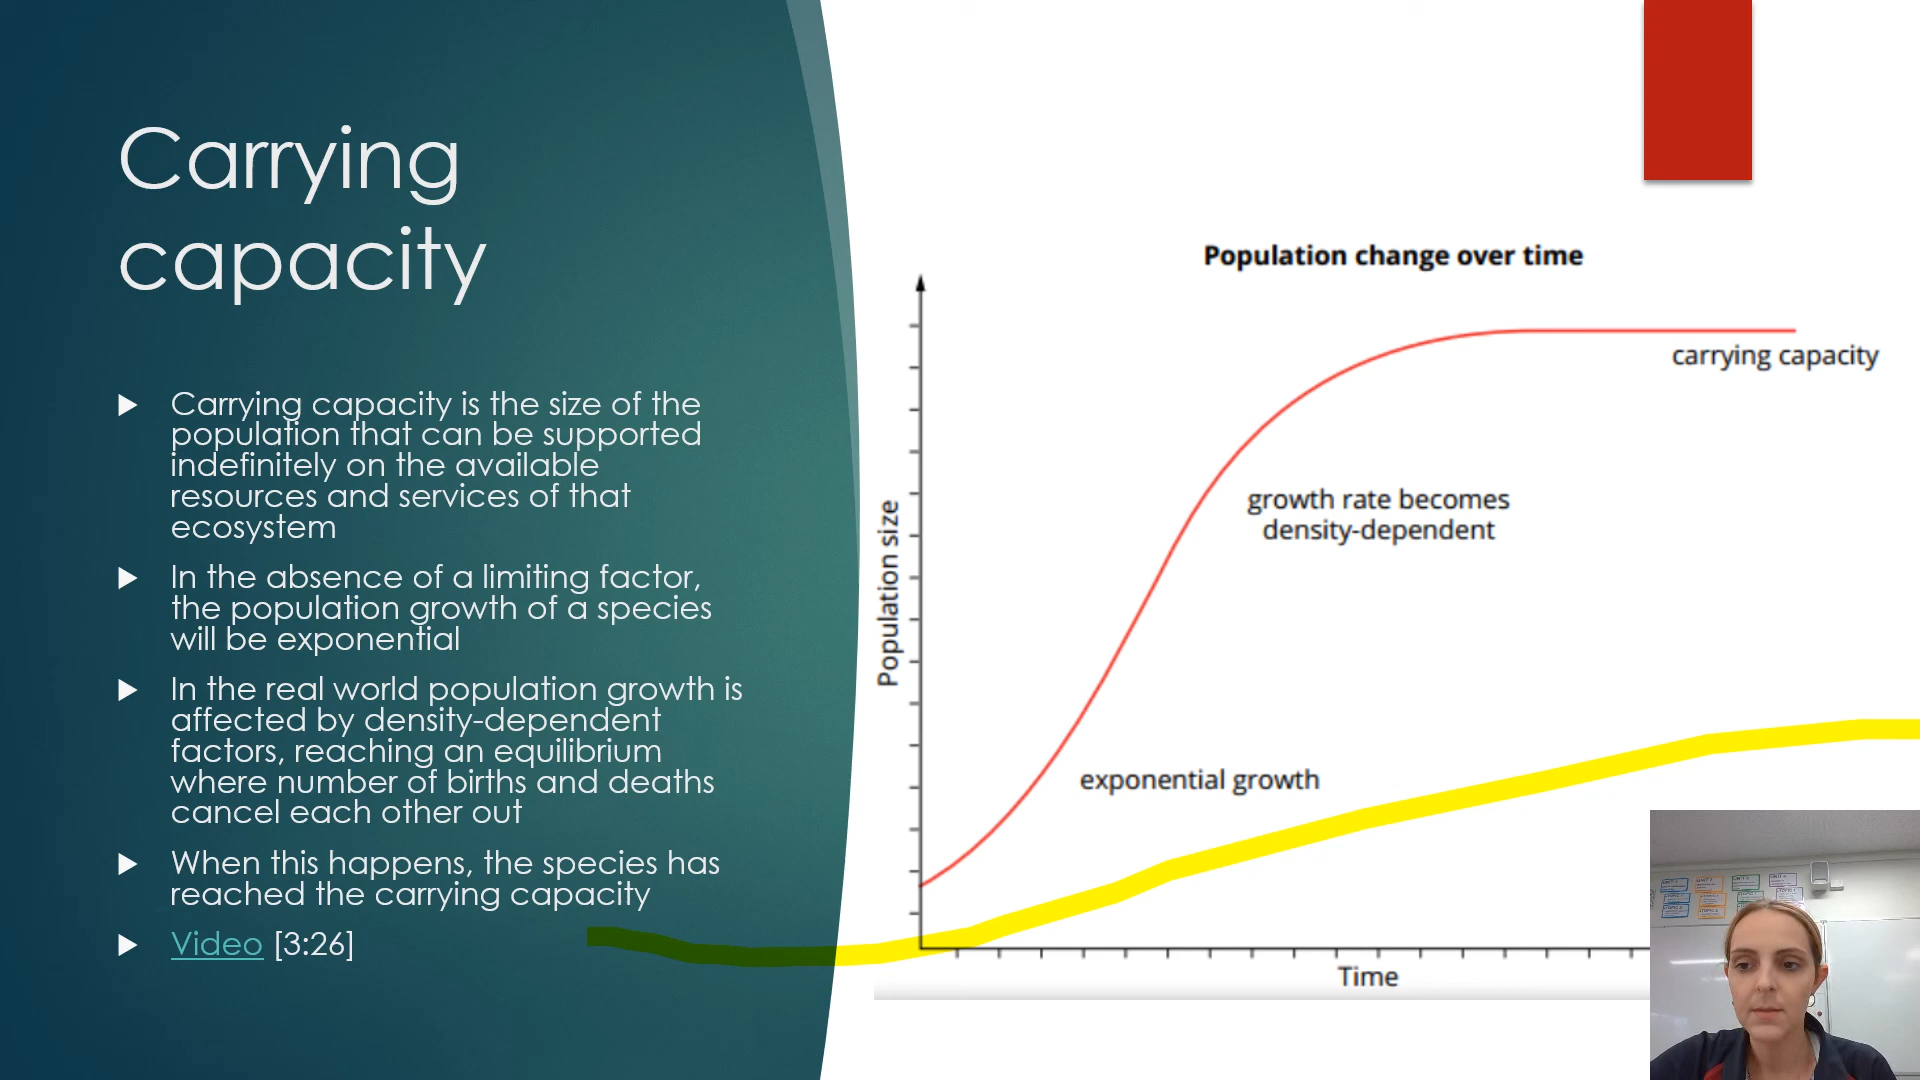 Carrying
capacity
Carrying capacity is the size of the
population that can be supported
indefinitely on the available
resources and services of that
ecosystem
In the absence of a limiting factor,
the population growth of a species
will be exponential
In the real world population growth is
affected by density-dependent
factors, reaching an equilibrium
where number of births and deaths
cancel each other out
When this happens, the species has
reached the carrying capacity
Video [3:26]
Population change over time
carrying capacity
growth rate becomes
density-dependent
Population size
exponential growth
Time